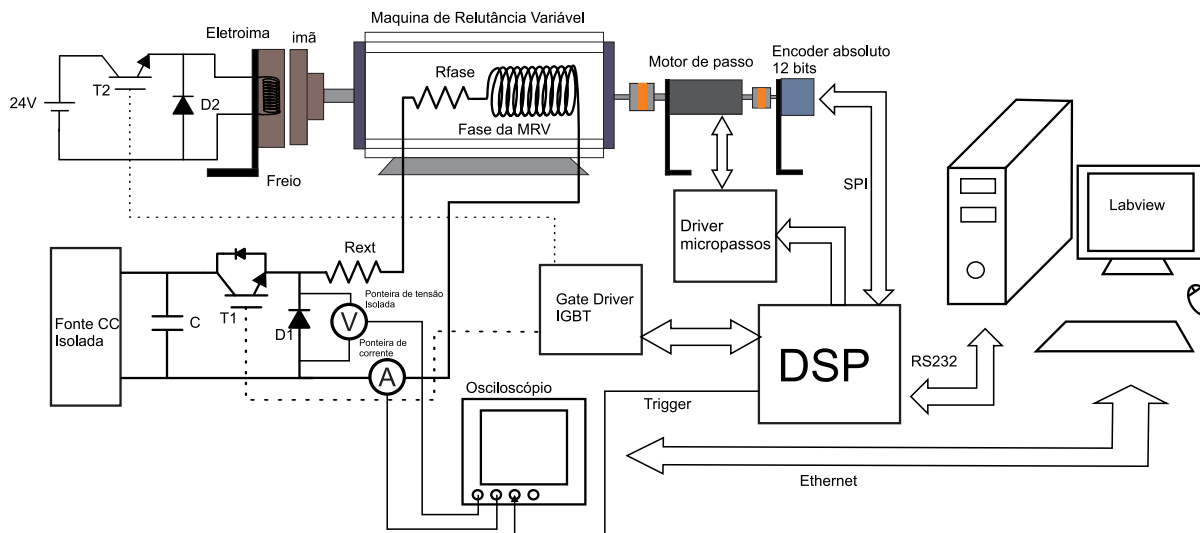 Maquina de Relutância Variável
Eletroima
imã
Encoder absoluto
12 bits
Motor de passo
Rfase
24V
T2
D2
Fase da MRV
Freio
SPI
Labview
Driver
micropassos
Rext
Ponteira de tensão
Isolada
Gate Driver
IGBT
Fonte CC
Isolada
C
T1
D1
V
Ponteira de
corrente
A
DSP
RS232
Osciloscópio
Trigger
Ethernet